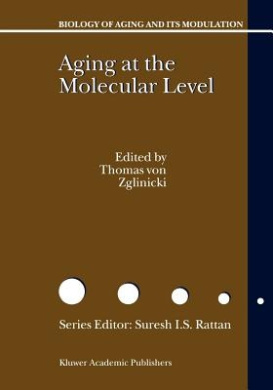 BIOLOGY OF AGING AND ITS MODULATION
Aging at the
Molecular Level
Edited by
Thomas von
Zglinicki
Series Editor: Suresh I.S. Rattan
Kluwer Academic Publishers